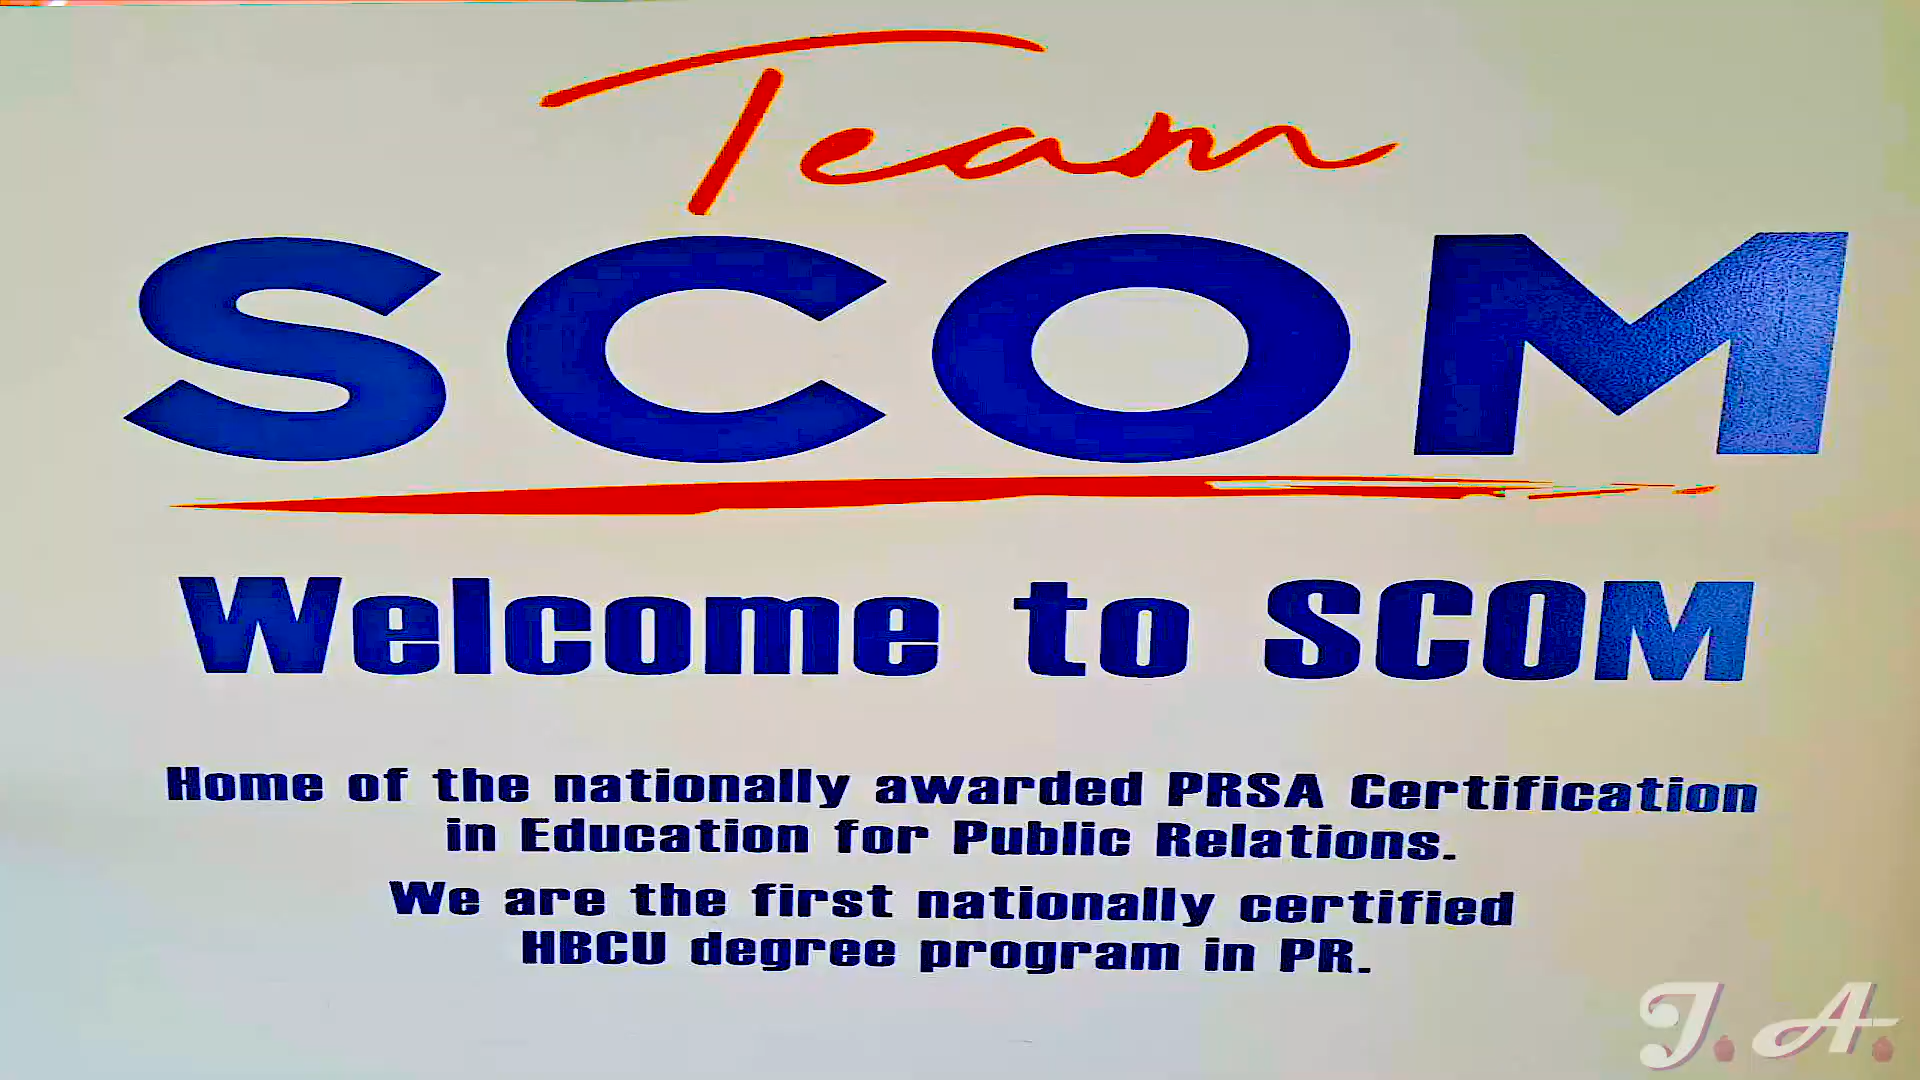 Team
SCOM
Welcome to SCOM
Home of the nationally awarded PRSA Certification
in Education for Public Relations.
We are the first nationally certified
HBCU degree program in PR.
J. A.